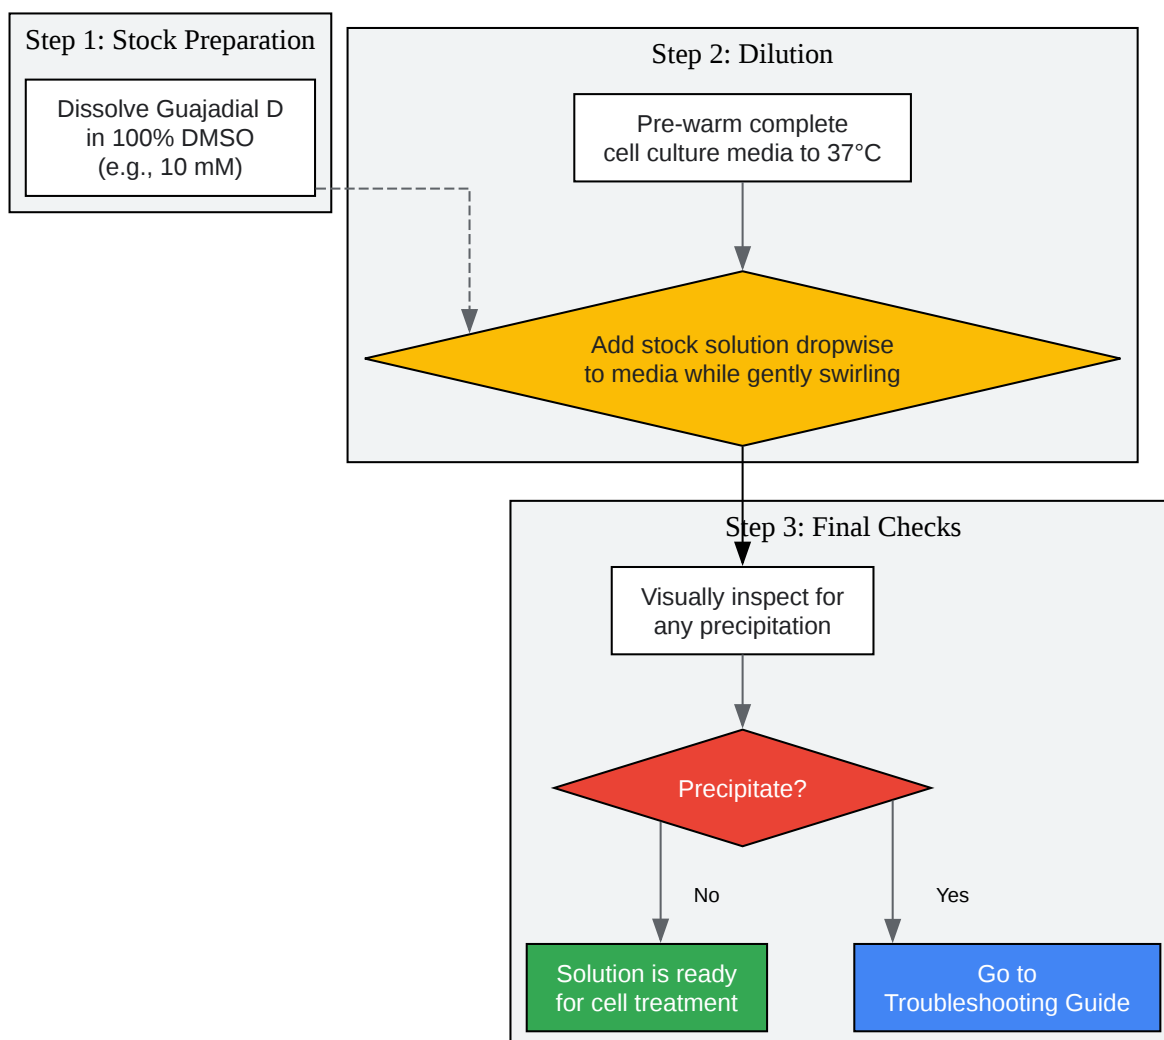 Step 1: Stock Preparation
Dissolve Guajadial D
in 100% DMSO
(e.g., 10 mM)
Step 2: Dilution
Pre-warm complete
cell culture media to 37°C
Add stock solution dropwise
to media while gently swirling
Step 3: Final Checks
Visually inspect for
any precipitation
Precipitate?
No
Yes
Solution is ready
for cell treatment
Go to
Troubleshooting Guide